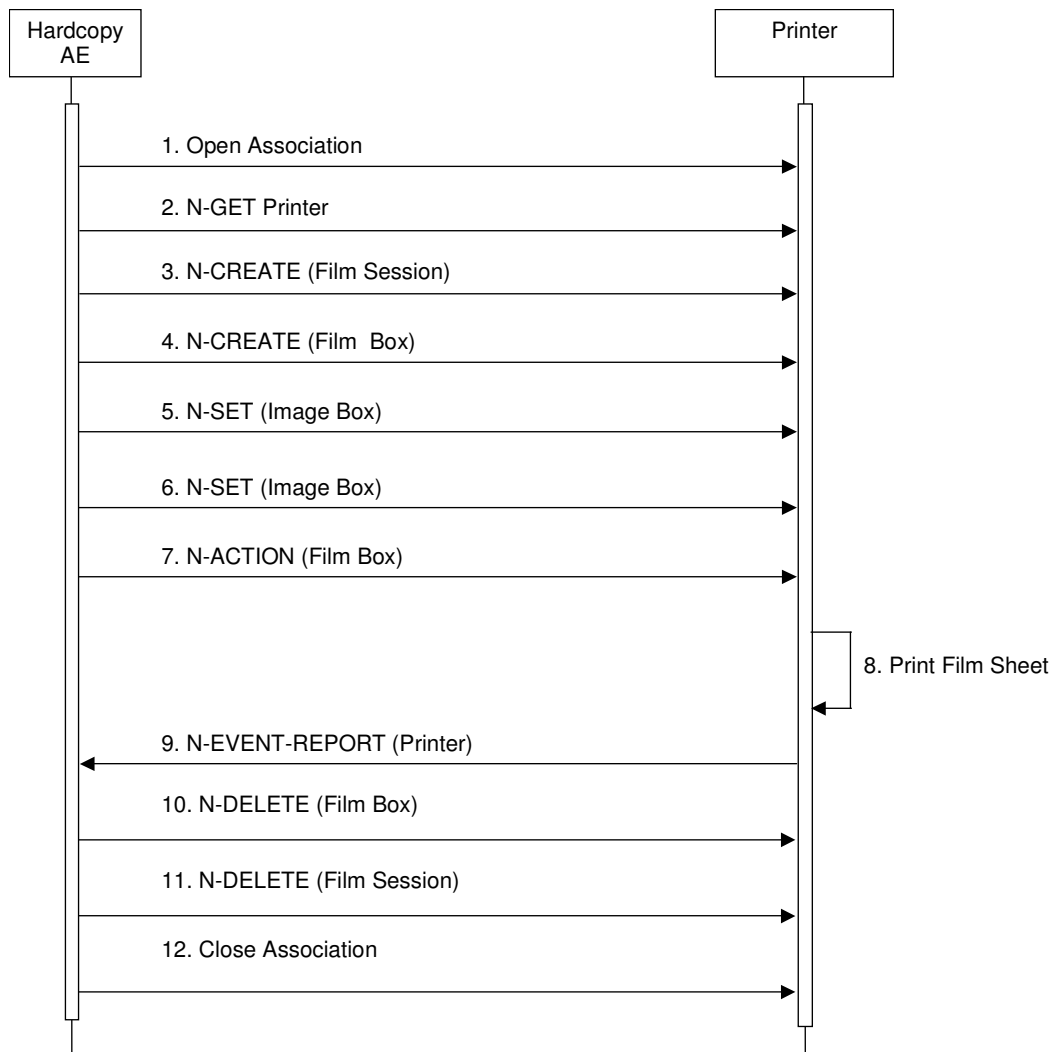 Hardcopy
AE
Printer
1. Open Association
2. N-GET Printer
3. N-CREATE (Film Session)
4. N-CREATE (Film  Box)
5. N-SET (Image Box)
6. N-SET (Image Box)
7. N-ACTION (Film Box)
8. Print Film Sheet
9. N-EVENT-REPORT (Printer)
10. N-DELETE (Film Box)
11. N-DELETE (Film Session)
12. Close Association